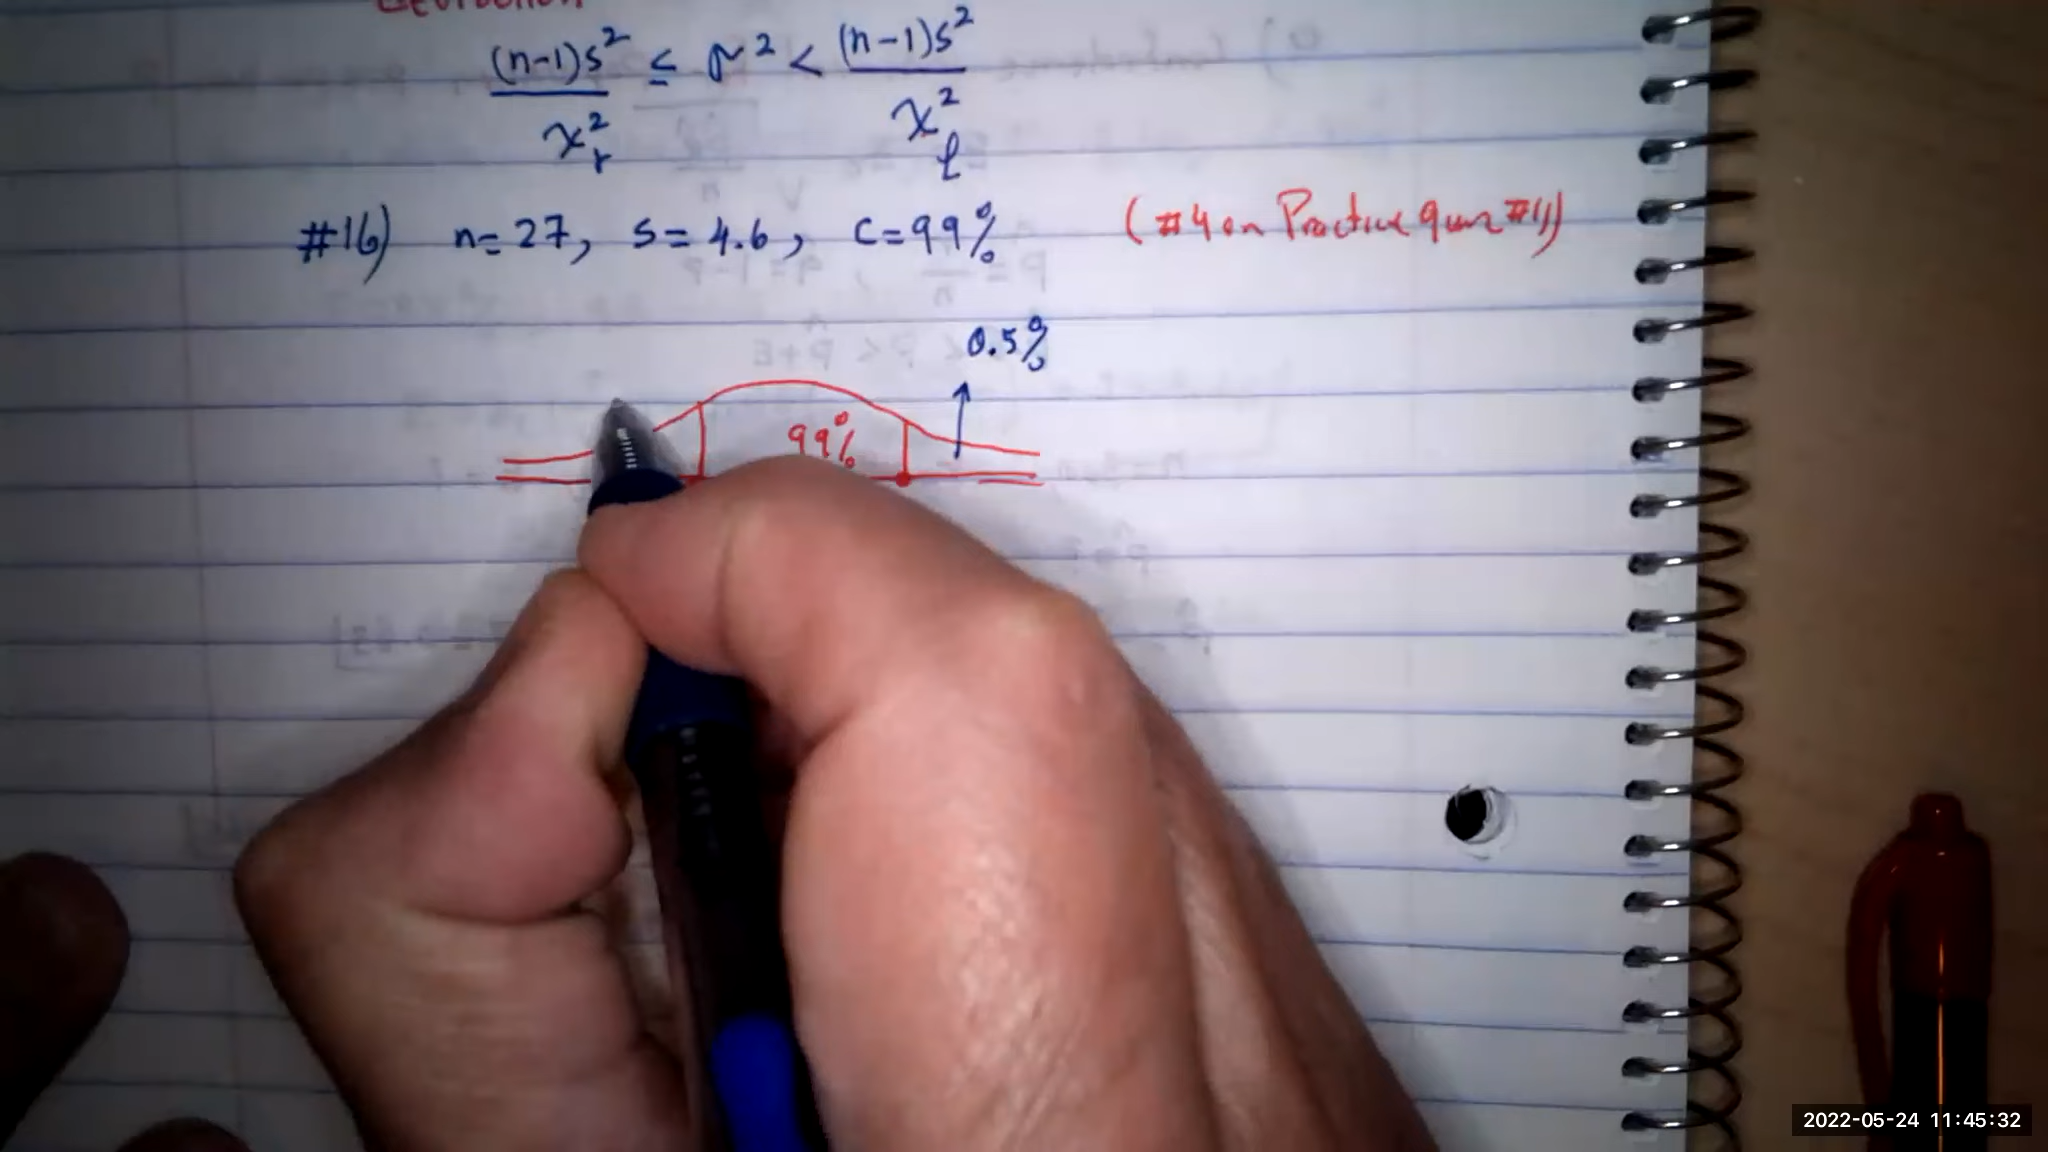 (n-1)s² ≤ σ² < (n-1)s²
χ²r χ²l
#16) n=27, s=4.6, c=99% (#4 on Practice quiz #11)
0.5%
99%
2022-05-24 11:45:32